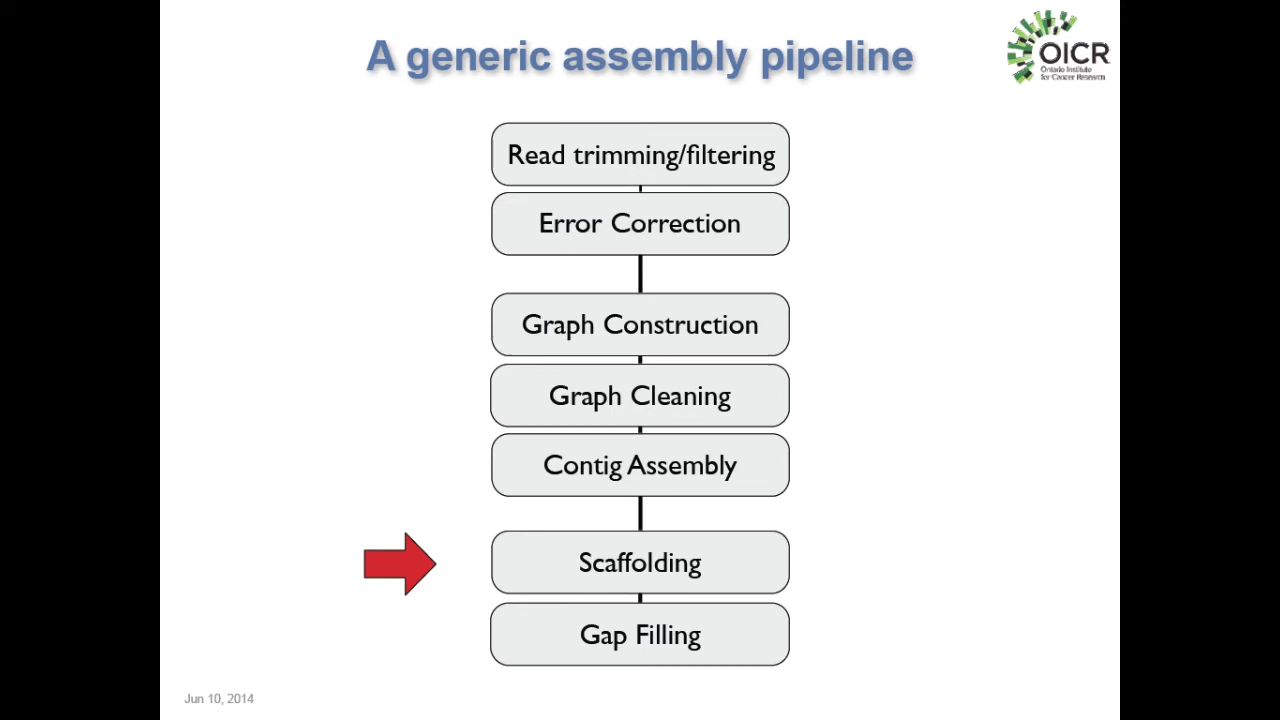 A generic assembly pipeline
OICR
Ontario Institute
for Cancer Research
Read trimming/filtering
Error Correction
Graph Construction
Graph Cleaning
Contig Assembly
Scaffolding
Gap Filling
Jun 10, 2014